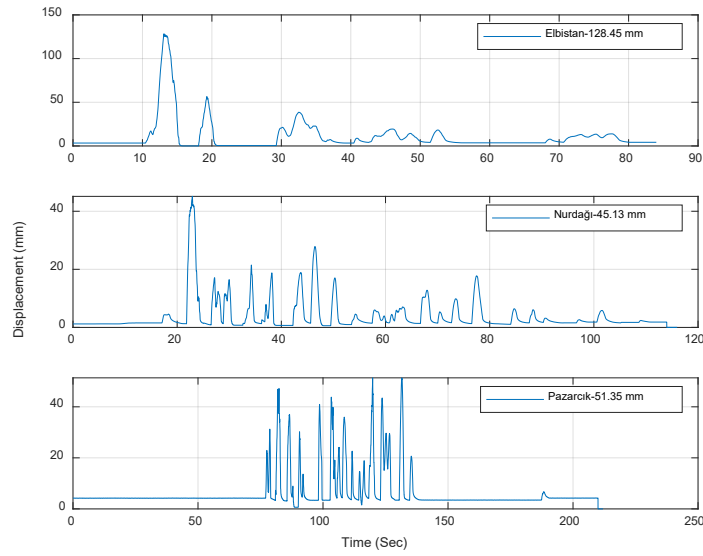 150
100
50
0
Elbistan-128.45 mm
0 10 20 30 40 50 60 70 80 90
Displacement (mm)
40
20
0
Nurdağı-45.13 mm
0 20 40 60 80 100 120
40
20
0
Pazarcık-51.35 mm
0 50 100 150 200 250
Time (Sec)